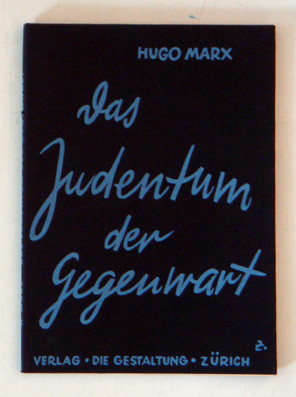 HUGO MARX
Das
Judentum
der
Gegenwart
z.
VERLAG • DIE GESTALTUNG • ZÜRICH